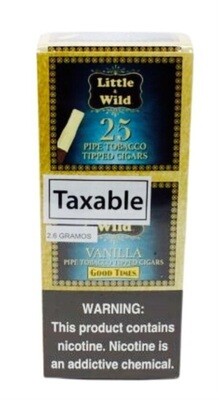 Little
&
Wild
25
PIPE TOBACCO
TIPPED CIGARS
Taxable
2.6 GRAMOS
Wild
VANILLA
PIPE TOBACCO TIPPED CIGARS
GOOD TIMES
WARNING:
This product contains
nicotine. Nicotine is
an addictive chemical.